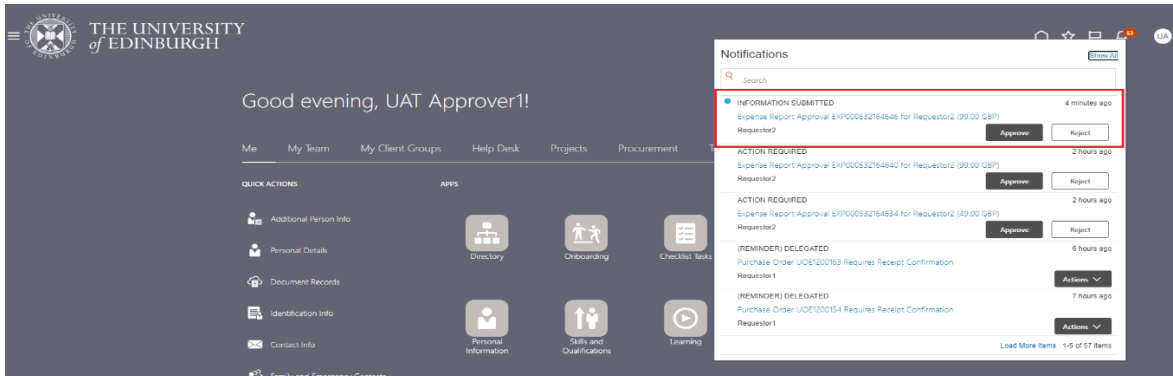 THE UNIVERSITY
of EDINBURGH
53
UA
Good evening, UAT Approver1!
Me My Team My Client Groups Help Desk Projects Procurement T
QUICK ACTIONS
Additional Person Info
Personal Details
Document Records
Identification Info
Contact Info
Family and Emergency Contacts
APPS
Directory
Onboarding
Checklist Tasks
Personal
Information
Skills and
Qualifications
Learning
Notifications Show All
Search
INFORMATION SUBMITTED 4 minutes ago
Expense Report Approval EXP000532164646 for Requestor2 (99.00 GBP)
Requestor2 Approve Reject
ACTION REQUIRED 2 hours ago
Expense Report Approval EXP000532164640 for Requestor2 (99.00 GBP)
Requestor2 Approve Reject
ACTION REQUIRED 2 hours ago
Expense Report Approval EXP000532164634 for Requestor2 (49.00 GBP)
Requestor2 Approve Reject
(REMINDER) DELEGATED 6 hours ago
Purchase Order UOE1200163 Requires Receipt Confirmation
Requestor1 Actions
(REMINDER) DELEGATED 7 hours ago
Purchase Order UOE1200154 Requires Receipt Confirmation
Requestor1 Actions
Load More Items 1-5 of 57 items